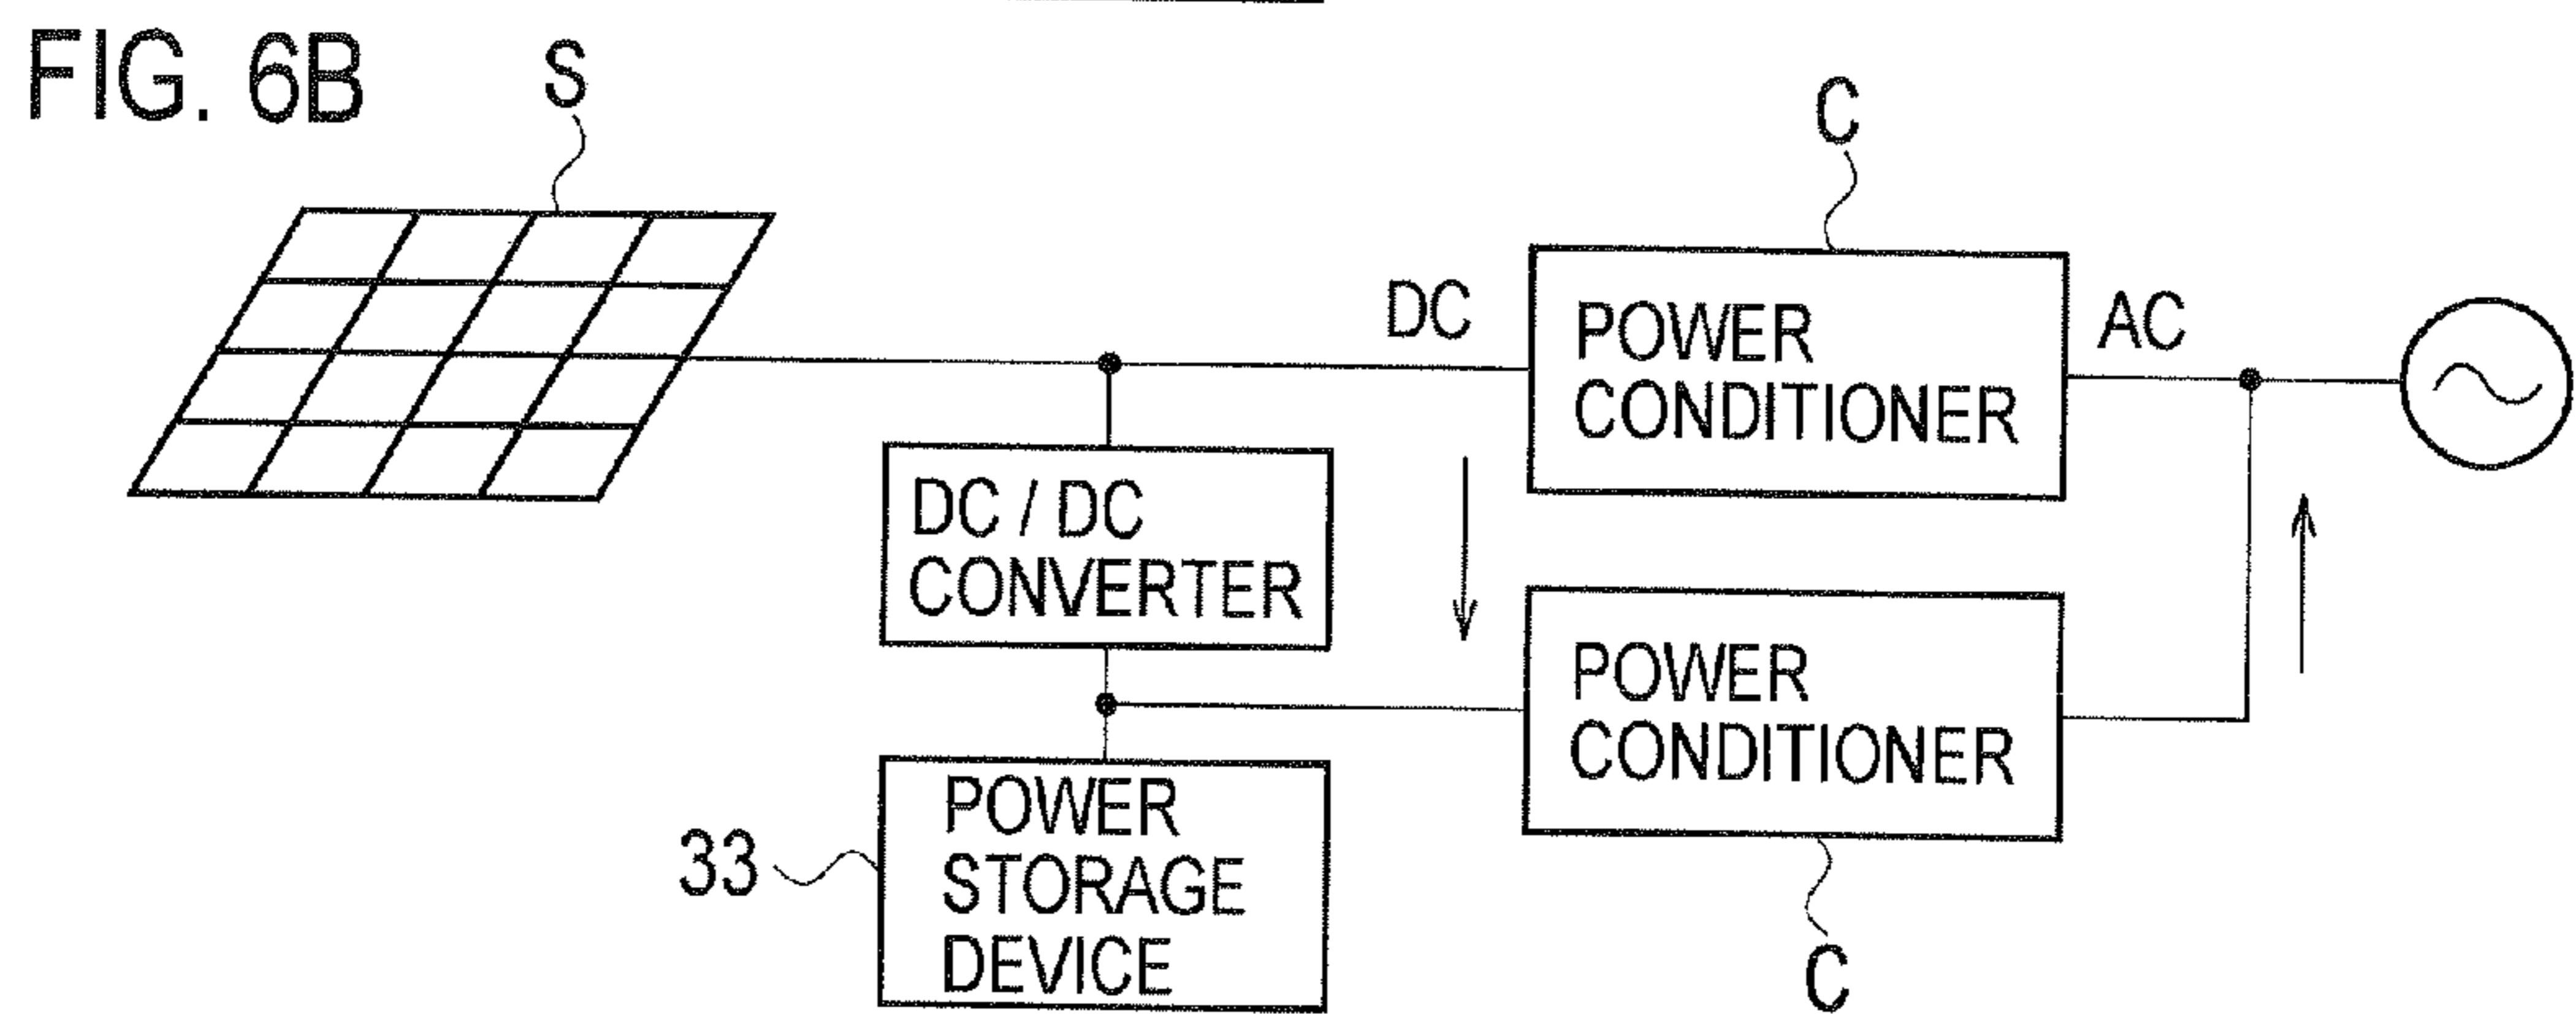 FIG. 6B
S
C
DC
POWER
CONDITIONER
AC
DC / DC
CONVERTER
POWER
CONDITIONER
33
POWER
STORAGE
DEVICE
C